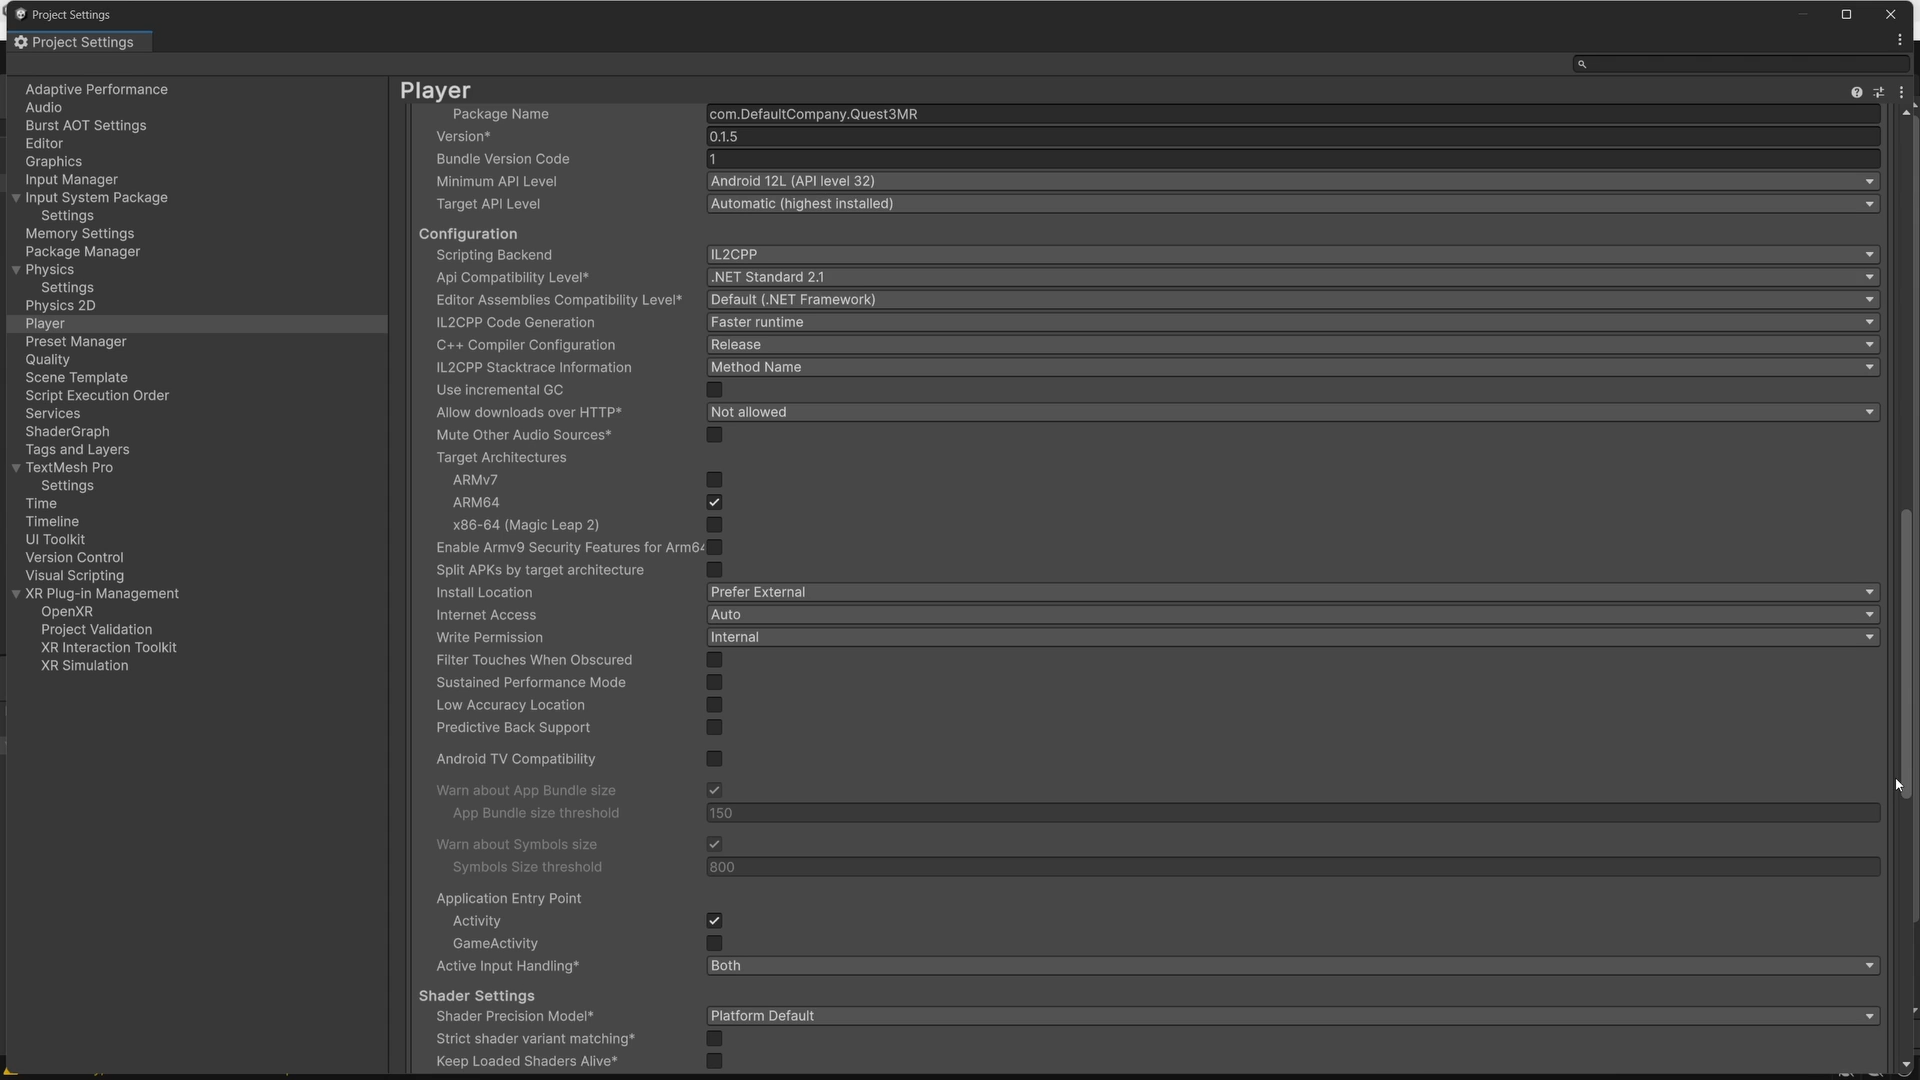 Project Settings
Project Settings
Adaptive Performance
Audio
Burst AOT Settings
Editor
Graphics
Input Manager
Input System Package
Settings
Memory Settings
Package Manager
Physics
Settings
Physics 2D
Player
Preset Manager
Quality
Scene Template
Script Execution Order
Services
ShaderGraph
Tags and Layers
TextMesh Pro
Settings
Time
Timeline
UI Toolkit
Version Control
Visual Scripting
XR Plug-in Management
OpenXR
Project Validation
XR Interaction Toolkit
XR Simulation
Player
Package Name com.DefaultCompany.Quest3MR
Version* 0.1.5
Bundle Version Code 1
Minimum API Level Android 12L (API level 32)
Target API Level Automatic (highest installed)
Configuration
Scripting Backend IL2CPP
Api Compatibility Level* .NET Standard 2.1
Editor Assemblies Compatibility Level* Default (.NET Framework)
IL2CPP Code Generation Faster runtime
C++ Compiler Configuration Release
IL2CPP Stacktrace Information Method Name
Use incremental GC
Allow downloads over HTTP* Not allowed
Mute Other Audio Sources*
Target Architectures
ARMv7
ARM64
x86-64 (Magic Leap 2)
Enable Armv9 Security Features for Arm64
Split APKs by target architecture
Install Location Prefer External
Internet Access Auto
Write Permission Internal
Filter Touches When Obscured
Sustained Performance Mode
Low Accuracy Location
Predictive Back Support
Android TV Compatibility
Warn about App Bundle size
App Bundle size threshold 150
Warn about Symbols size
Symbols Size threshold 800
Application Entry Point
Activity
GameActivity
Active Input Handling* Both
Shader Settings
Shader Precision Model* Platform Default
Strict shader variant matching*
Keep Loaded Shaders Alive*